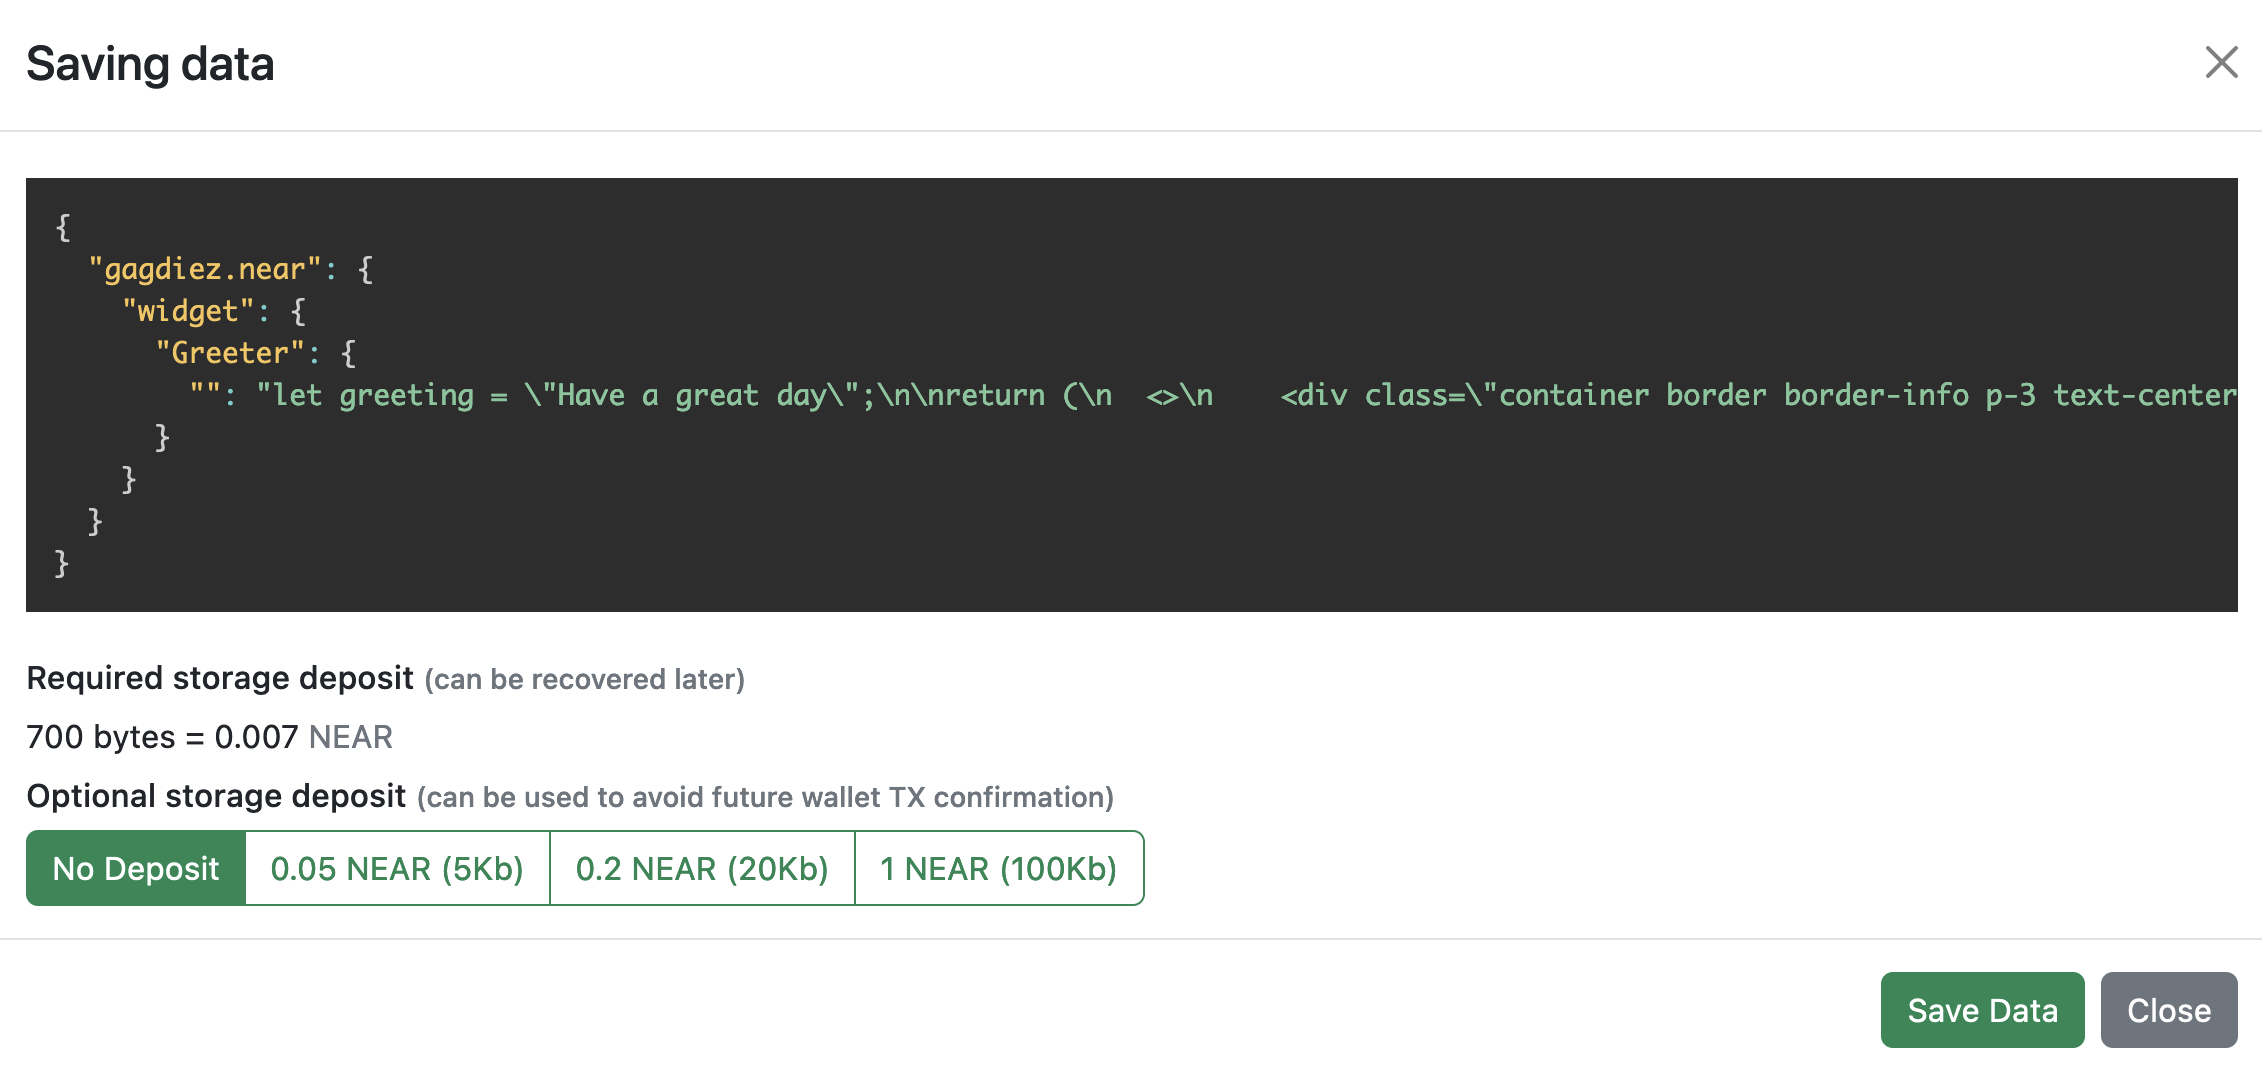 Saving data
{
  "gagdiez.near": {
    "widget": {
      "Greeter": {
        "": "let greeting = \"Have a great day\";\n\nreturn (\n  <>\n    <div class=\"container border border-info p-3 text-center
      }
    }
  }
}
Required storage deposit (can be recovered later)
700 bytes = 0.007 NEAR
Optional storage deposit (can be used to avoid future wallet TX confirmation)
No Deposit 0.05 NEAR (5Kb) 0.2 NEAR (20Kb) 1 NEAR (100Kb)
Save Data Close